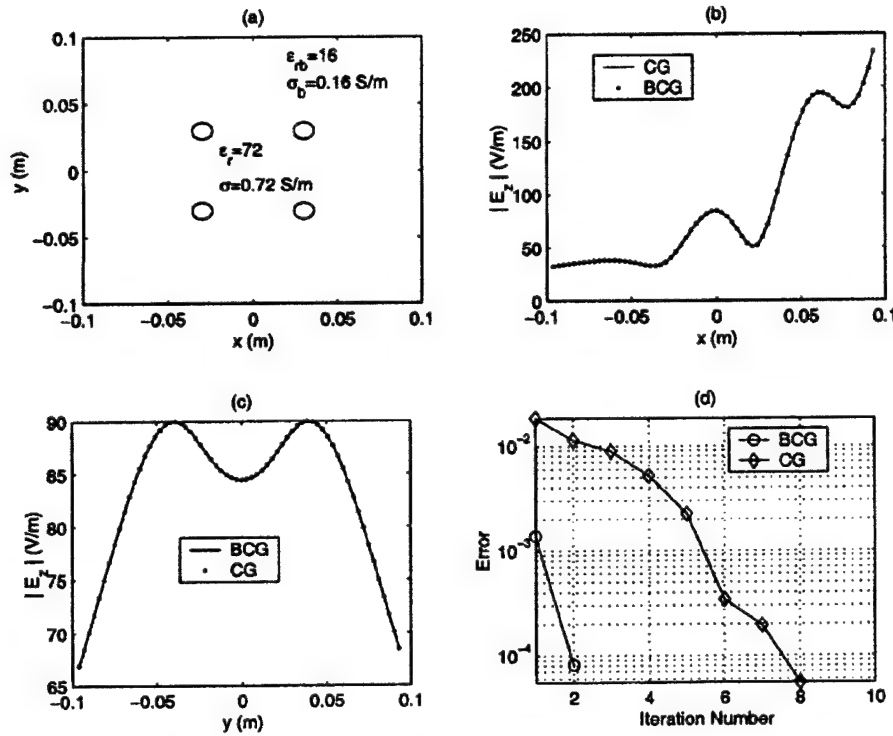 (a)
0.1
0.05
0
−0.05
−0.1
y (m)
ε_rb=16
σ_b=0.16 S/m
ε_r=72
σ=0.72 S/m
−0.1 −0.05 0 0.05 0.1
x (m)
(b)
250
200
150
100
50
0
|E_z| (V/m)
CG
BCG
−0.1 −0.05 0 0.05 0.1
x (m)
(c)
90
85
80
75
70
65
|E_z| (V/m)
BCG
CG
−0.1 −0.05 0 0.05 0.1
y (m)
(d)
10^−2
10^−3
10^−4
Error
BCG
CG
2 4 6 8 10
Iteration Number